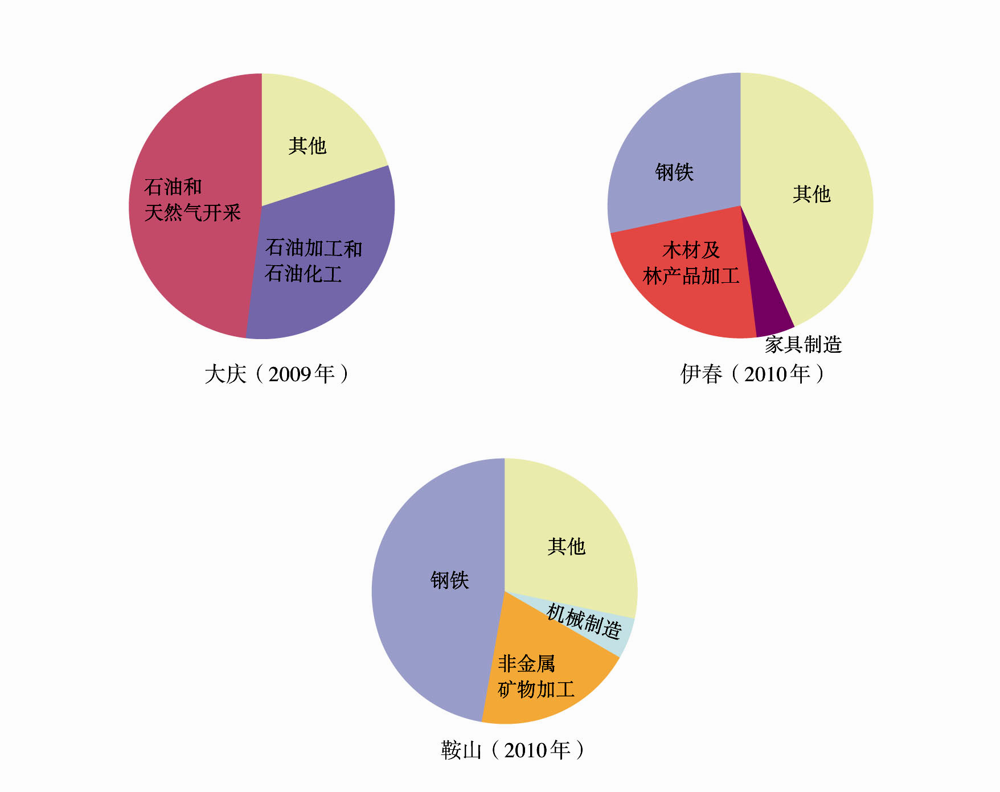 其他
石油和
天然气开采
石油加工和
石油化工
大庆（2009年）
钢铁
其他
木材及
林产品加工
家具制造
伊春（2010年）
其他
钢铁
机械制造
非金属
矿物加工
鞍山（2010年）